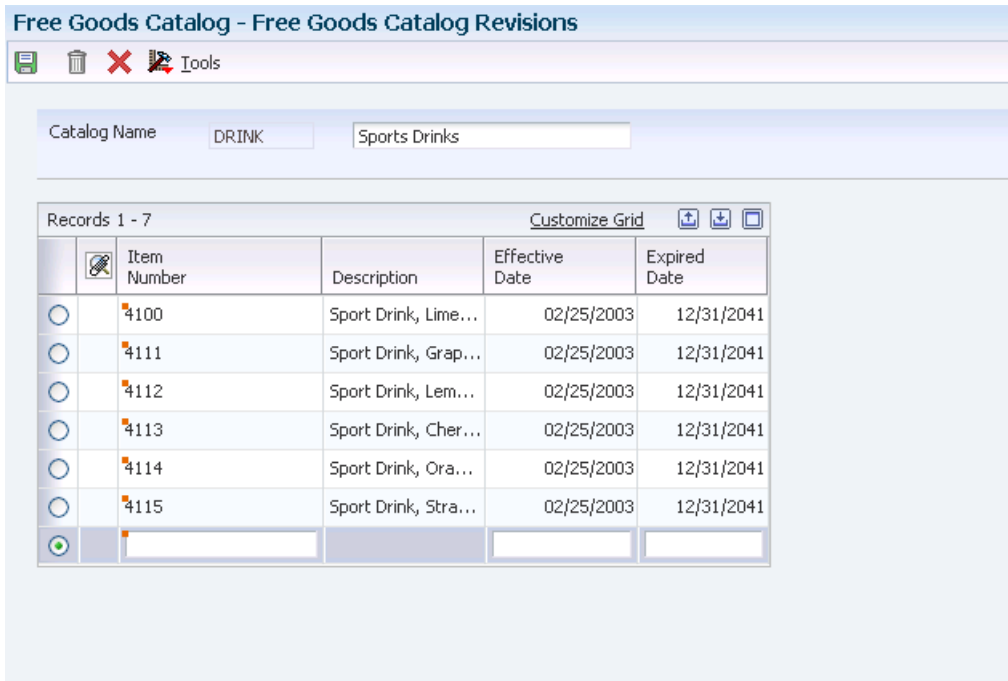 Free Goods Catalog - Free Goods Catalog Revisions
Tools
Catalog Name DRINK Sports Drinks
Records 1 - 7 Customize Grid
Item Number Description Effective Date Expired Date
4100 Sport Drink, Lime... 02/25/2003 12/31/2041
4111 Sport Drink, Grap... 02/25/2003 12/31/2041
4112 Sport Drink, Lem... 02/25/2003 12/31/2041
4113 Sport Drink, Cher... 02/25/2003 12/31/2041
4114 Sport Drink, Ora... 02/25/2003 12/31/2041
4115 Sport Drink, Stra... 02/25/2003 12/31/2041